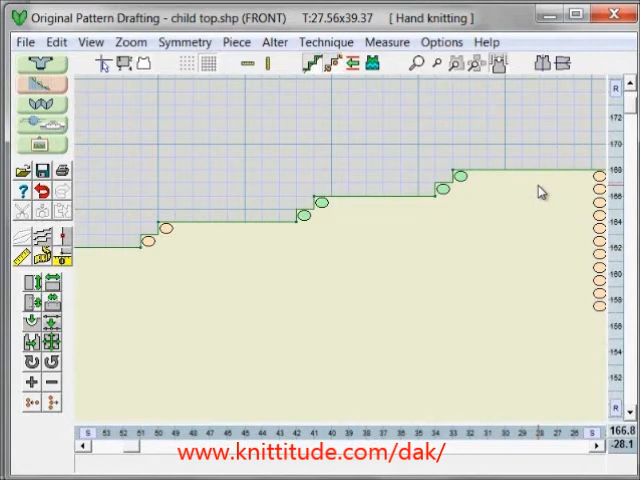 Original Pattern Drafting - child top.shp (FRONT) T:27.56x39.37 [ Hand knitting ]
File Edit View Zoom Symmetry Piece Alter Technique Measure Options Help
R
172
170
168
166
164
162
160
158
156
154
152
R
S 53 52 51 50 49 48 47 46 45 44 43 42 41 40 39 38 37 36 35 34 33 32 31 30 29 28 27 26 S
166.8
-28.1
www.knittitude.com/dak/